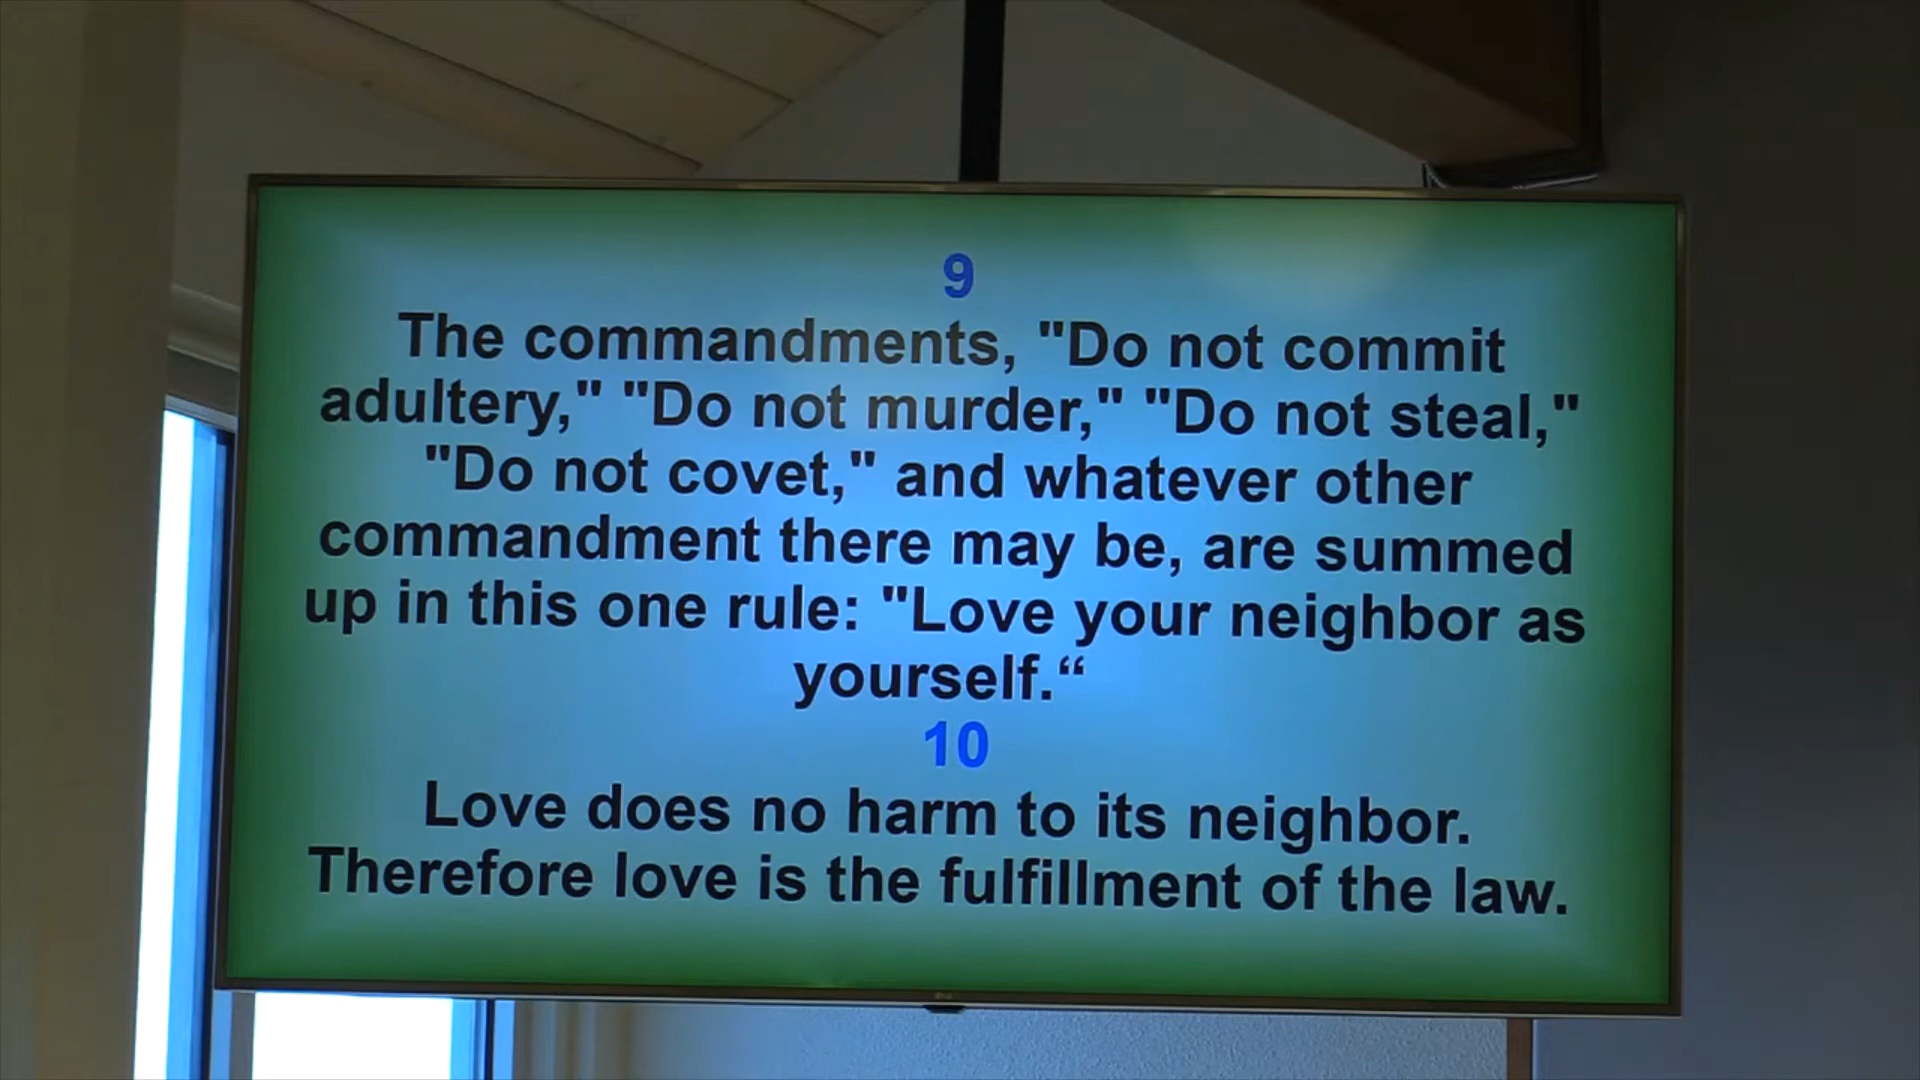 9
The commandments, "Do not commit
adultery," "Do not murder," "Do not steal,"
"Do not covet," and whatever other
commandment there may be, are summed
up in this one rule: "Love your neighbor as
yourself.“
10
Love does no harm to its neighbor.
Therefore love is the fulfillment of the law.